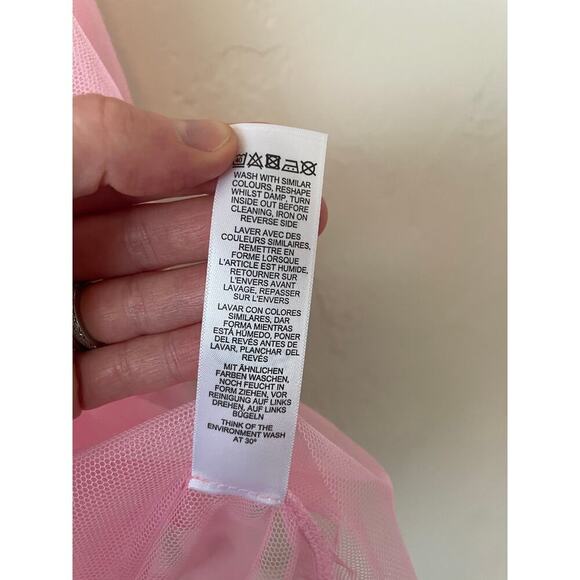 WASH WITH SIMILAR
COLOURS, RESHAPE
WHILST DAMP, TURN
INSIDE OUT BEFORE
CLEANING, IRON ON
REVERSE SIDE
LAVER AVEC DES
COULEURS SIMILAIRES,
REMETTRE EN
FORME LORSQUE
L'ARTICLE EST HUMIDE,
RETOURNER SUR
L'ENVERS AVANT
LAVAGE, REPASSER
SUR L'ENVERS
LAVAR CON COLORES
SIMILARES, DAR
FORMA MIENTRAS
ESTÁ HÚMEDO, PONER
DEL REVÉS ANTES DE
LAVAR, PLANCHAR DEL
REVÉS
MIT ÄHNLICHEN
FARBEN WASCHEN,
NOCH FEUCHT IN
FORM ZIEHEN, VOR
REINIGUNG AUF LINKS
DREHEN, AUF LINKS
BÜGELN
THINK OF THE
ENVIRONMENT WASH
AT 30°